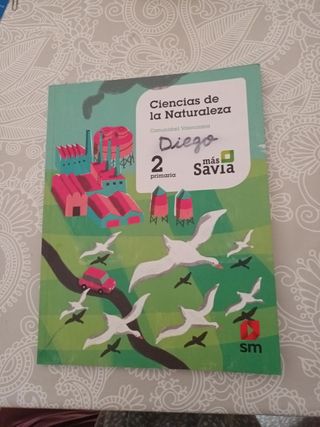 Ciencias de
la Naturaleza
Comunidad Valenciana
Diego
2
primaria
más
Savia
sm